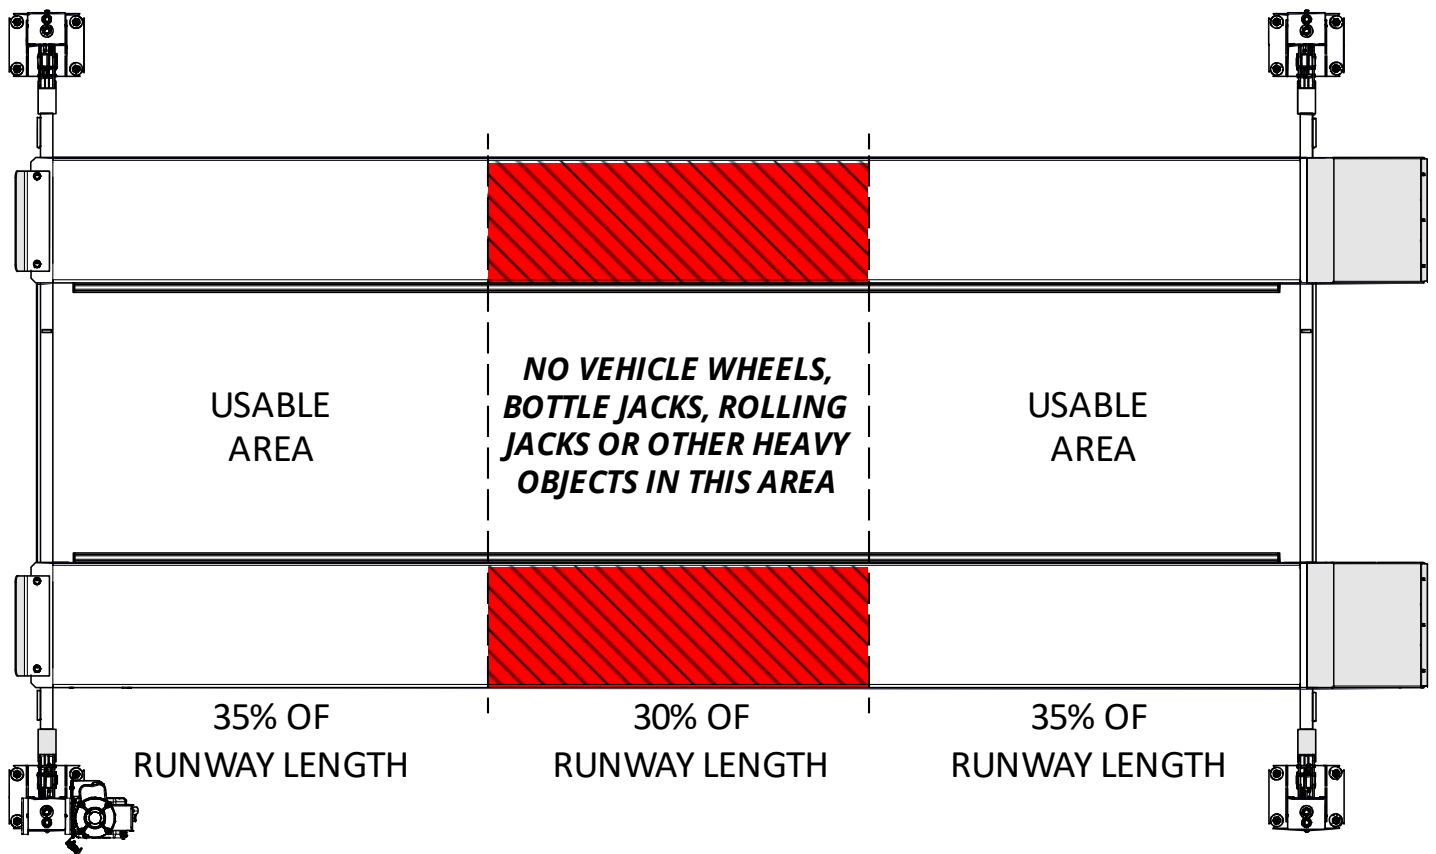 USABLE
AREA
NO VEHICLE WHEELS,
BOTTLE JACKS, ROLLING
JACKS OR OTHER HEAVY
OBJECTS IN THIS AREA
USABLE
AREA
35% OF
RUNWAY LENGTH
30% OF
RUNWAY LENGTH
35% OF
RUNWAY LENGTH